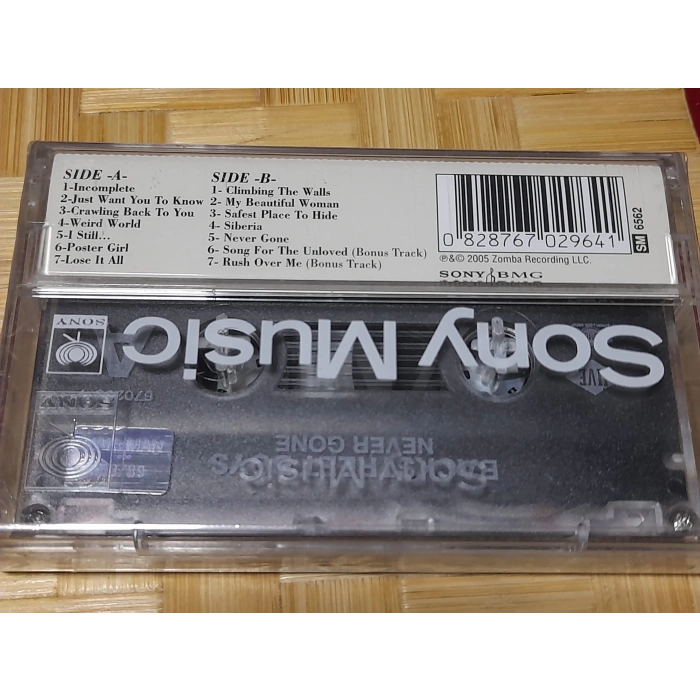 SIDE -A-
1-Incomplete
2-Just Want You To Know
3-Crawling Back To You
4-Weird World
5-I Still...
6-Poster Girl
7-Lose It All
SIDE -B-
1- Climbing The Walls
2- My Beautiful Woman
3- Safest Place To Hide
4- Siberia
5- Never Gone
6- Song For The Unloved (Bonus Track)
7- Rush Over Me (Bonus Track)
0 828767 029641
SM 6562
℗&© 2005 Zomba Recording LLC.
SONY BMG
SONY
Sony Music
A
NEVER GONE